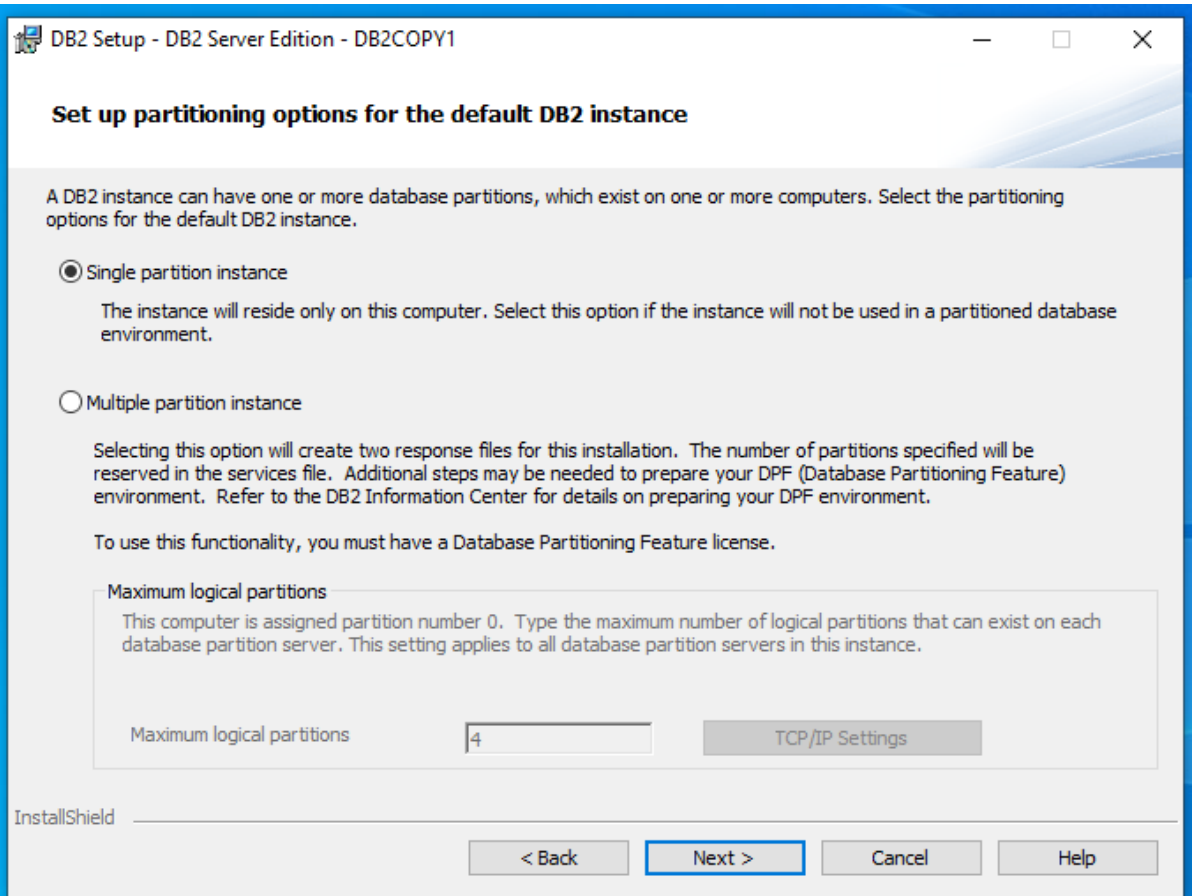 DB2 Setup - DB2 Server Edition - DB2COPY1
Set up partitioning options for the default DB2 instance
A DB2 instance can have one or more database partitions, which exist on one or more computers. Select the partitioning
options for the default DB2 instance.
Single partition instance
The instance will reside only on this computer. Select this option if the instance will not be used in a partitioned database
environment.
Multiple partition instance
Selecting this option will create two response files for this installation.  The number of partitions specified will be
reserved in the services file.  Additional steps may be needed to prepare your DPF (Database Partitioning Feature)
environment.  Refer to the DB2 Information Center for details on preparing your DPF environment.
To use this functionality, you must have a Database Partitioning Feature license.
Maximum logical partitions
This computer is assigned partition number 0.  Type the maximum number of logical partitions that can exist on each
database partition server. This setting applies to all database partition servers in this instance.
Maximum logical partitions 4 TCP/IP Settings
InstallShield
< Back Next > Cancel Help